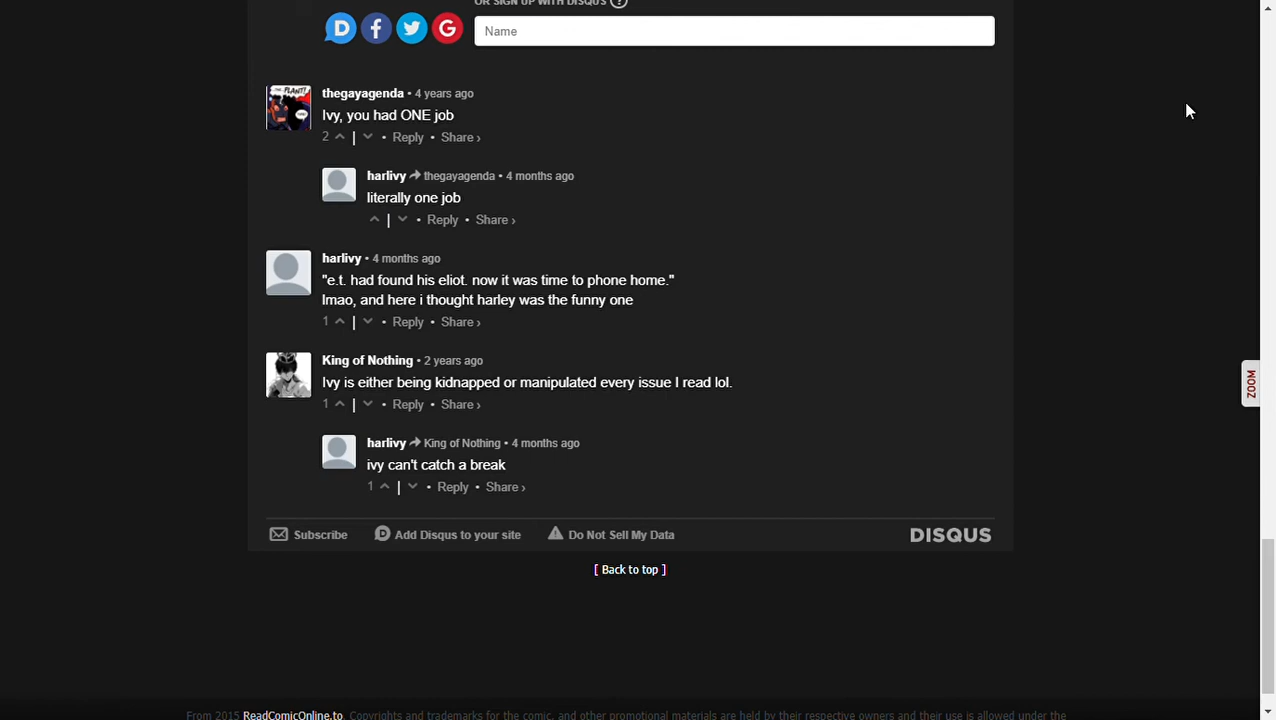 OR SIGN UP WITH DISQUS ?
Name
thegayagenda • 4 years ago
Ivy, you had ONE job
2 | • Reply • Share ›
harlivy thegayagenda • 4 months ago
literally one job
| • Reply • Share ›
harlivy • 4 months ago
"e.t. had found his eliot. now it was time to phone home."
lmao, and here i thought harley was the funny one
1 | • Reply • Share ›
King of Nothing • 2 years ago
Ivy is either being kidnapped or manipulated every issue I read lol.
1 | • Reply • Share ›
harlivy King of Nothing • 4 months ago
ivy can't catch a break
1 | • Reply • Share ›
Subscribe Add Disqus to your site Do Not Sell My Data DISQUS
[ Back to top ]
ZOOM
From 2015 ReadComicOnline.to. Copyrights and trademarks for the comic, and other promotional materials are held by their respective owners and their use is allowed under the